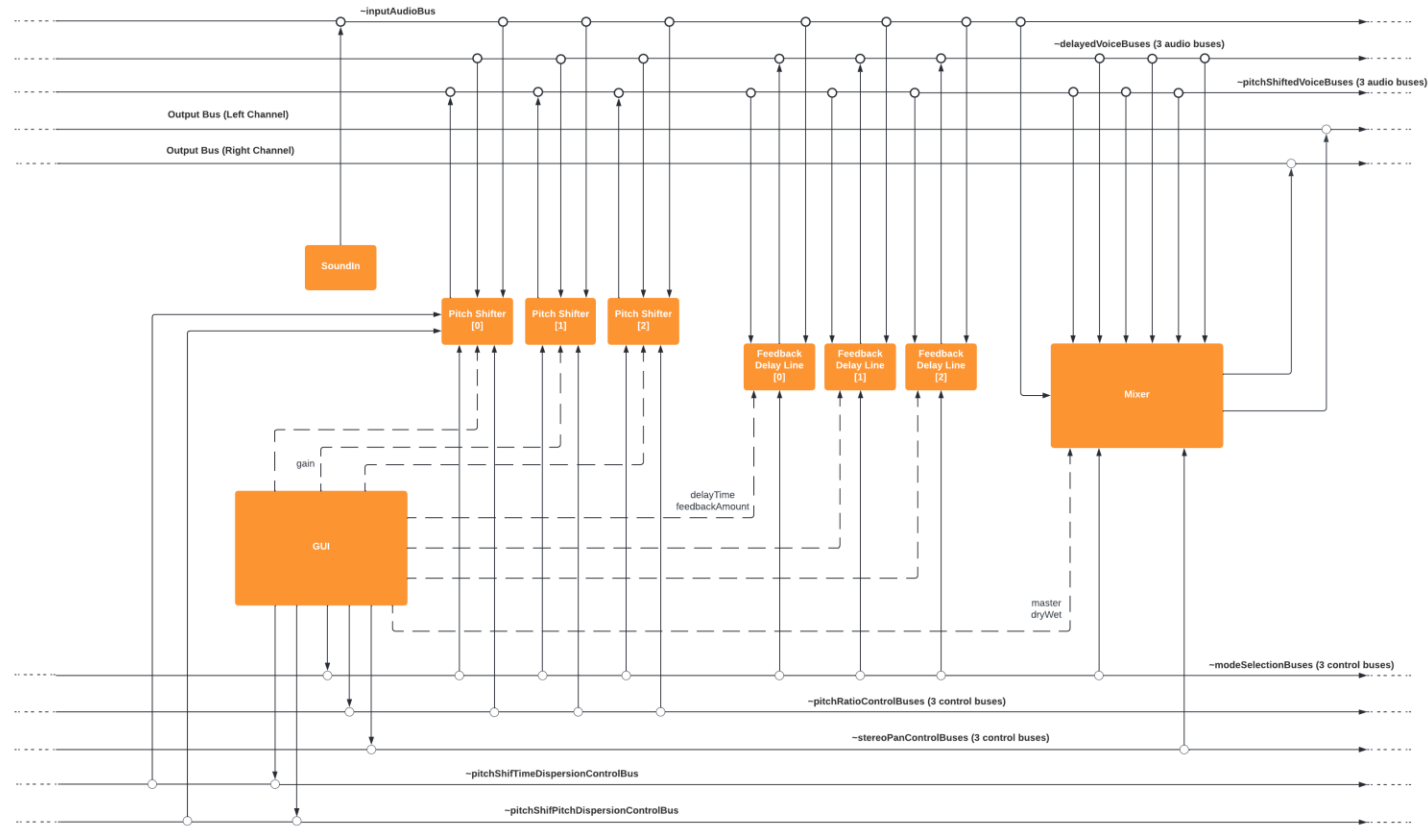 ~inputAudioBus
~delayedVoiceBuses (3 audio buses)
~pitchShiftedVoiceBuses (3 audio buses)
Output Bus (Left Channel)
Output Bus (Right Channel)
SoundIn
Pitch Shifter
[0]
Pitch Shifter
[1]
Pitch Shifter
[2]
Feedback
Delay Line
[0]
Feedback
Delay Line
[1]
Feedback
Delay Line
[2]
Mixer
gain
delayTime
feedbackAmount
GUI
master
dryWet
~modeSelectionBuses (3 control buses)
~pitchRatioControlBuses (3 control buses)
~stereoPanControlBuses (3 control buses)
~pitchShifTimeDispersionControlBus
~pitchShifPitchDispersionControlBus